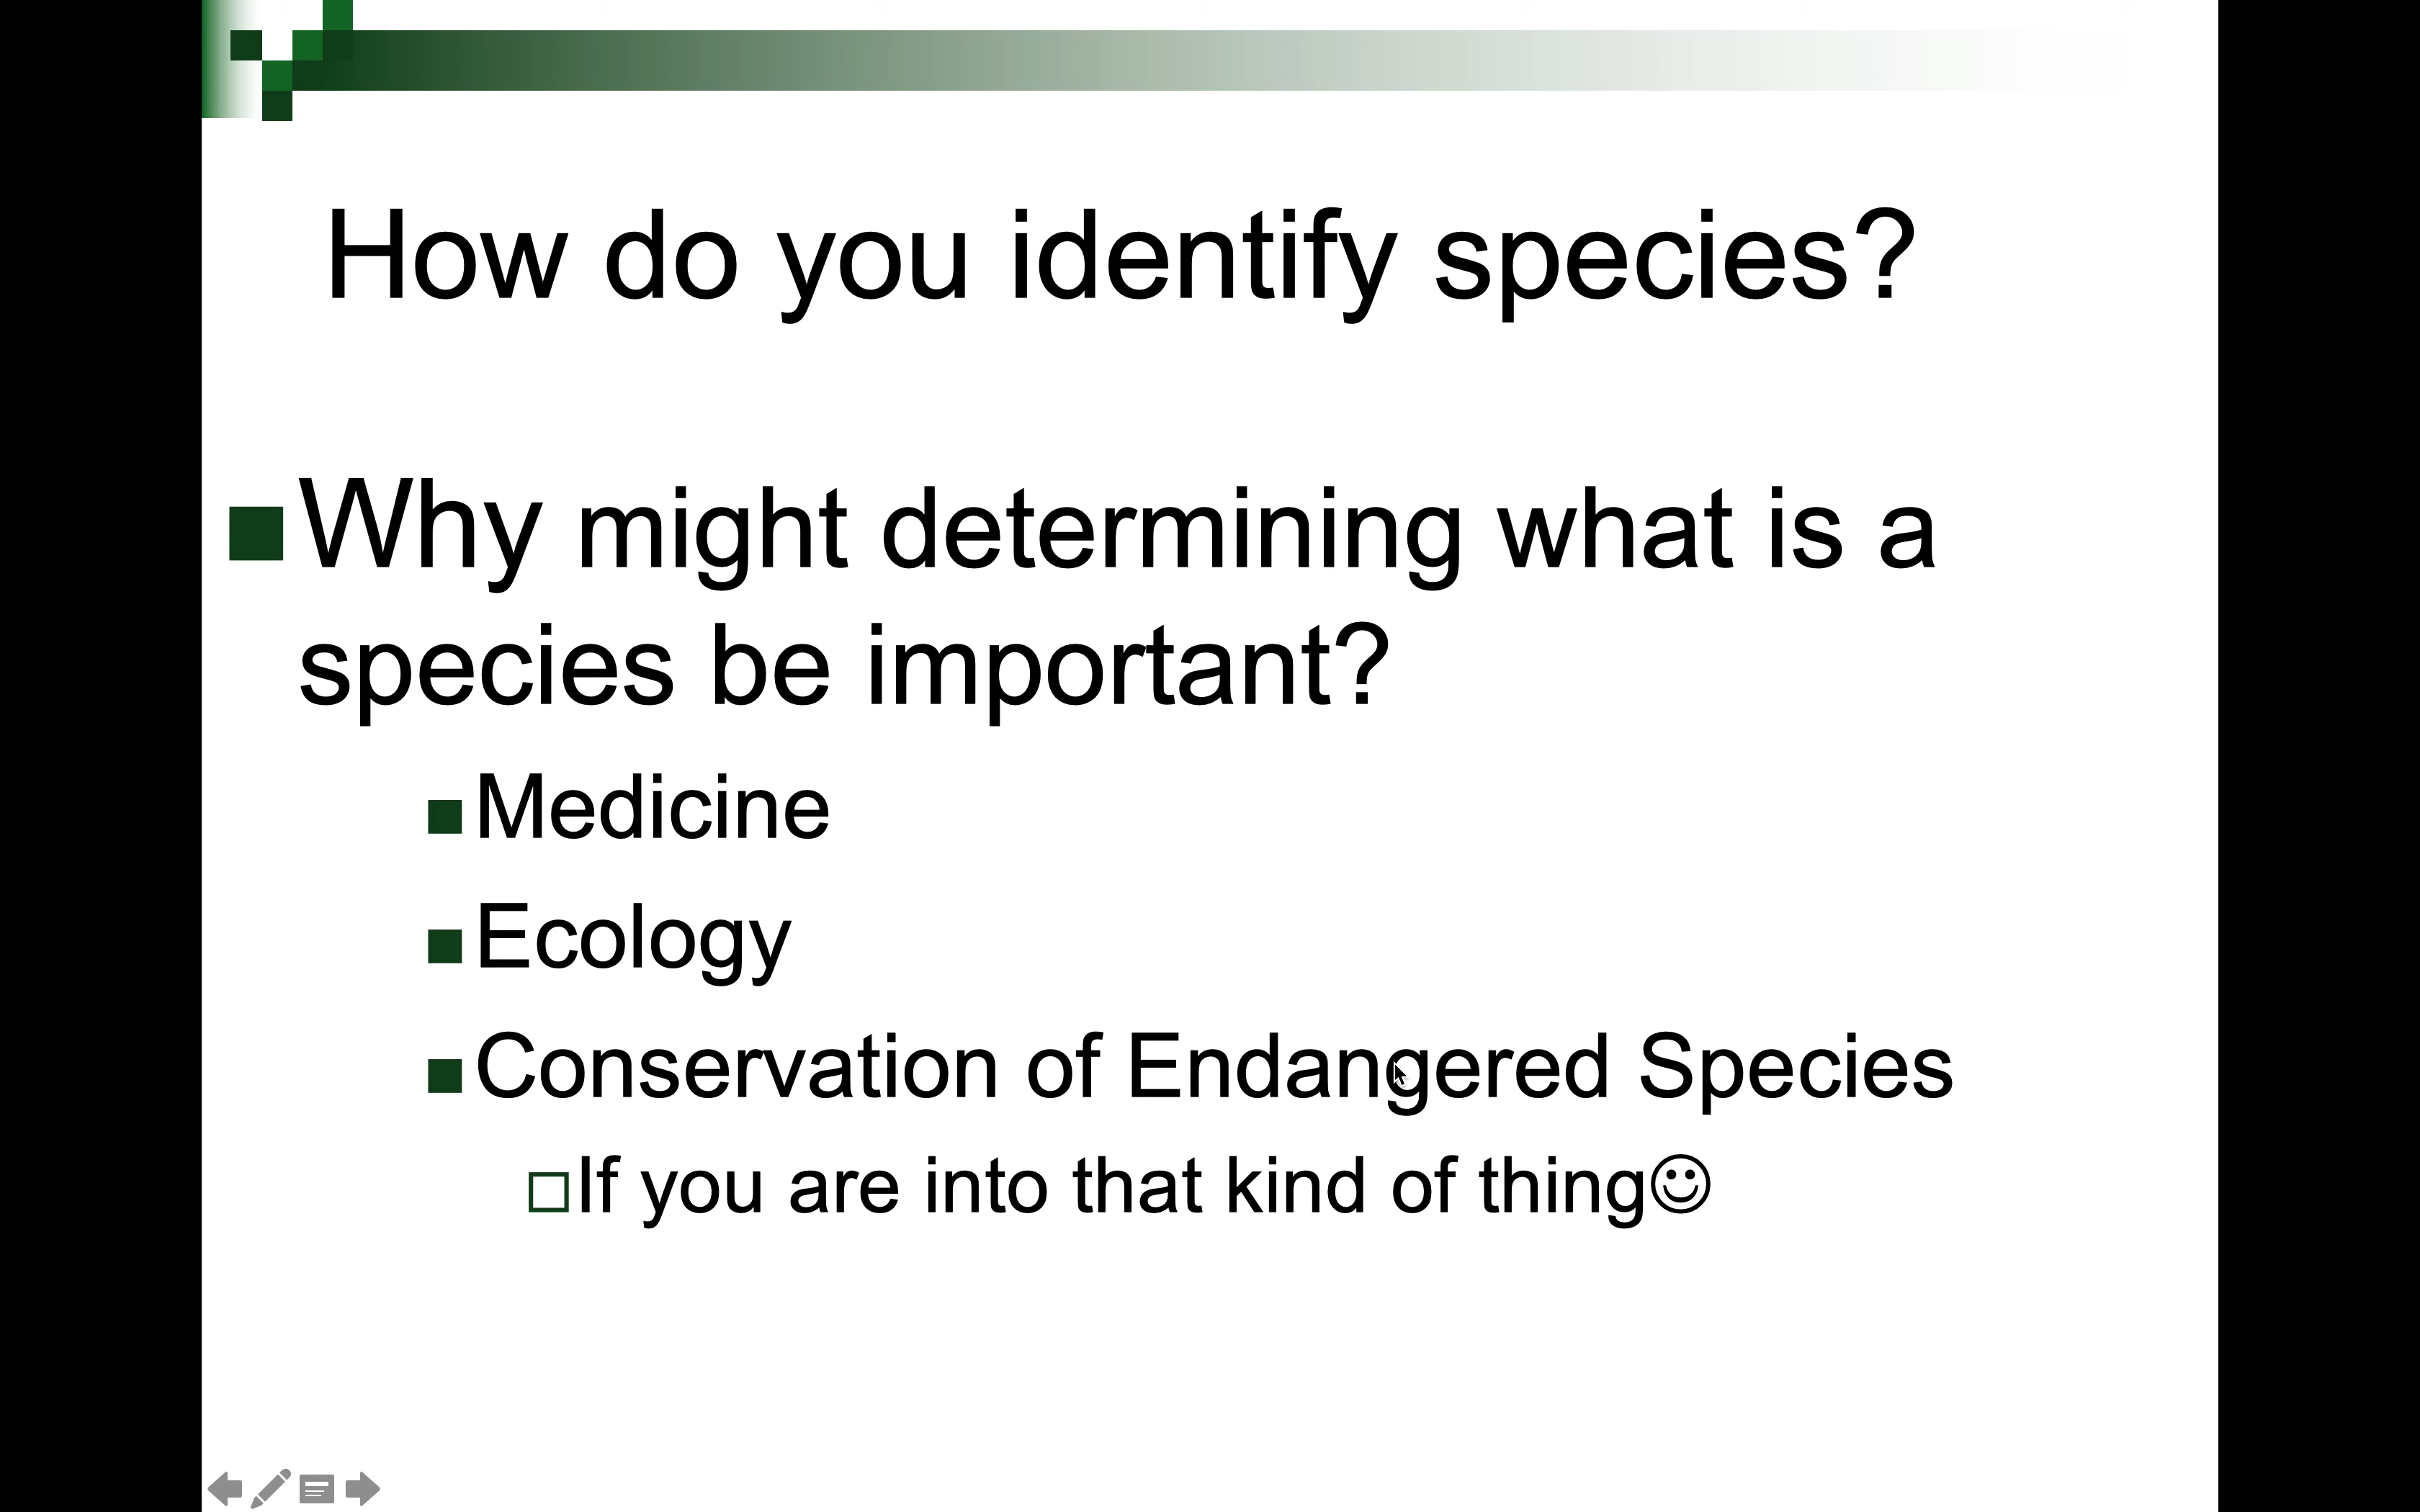 How do you identify species?
Why might determining what is a
species be important?
Medicine
Ecology
Conservation of Endangered Species
If you are into that kind of thing☺